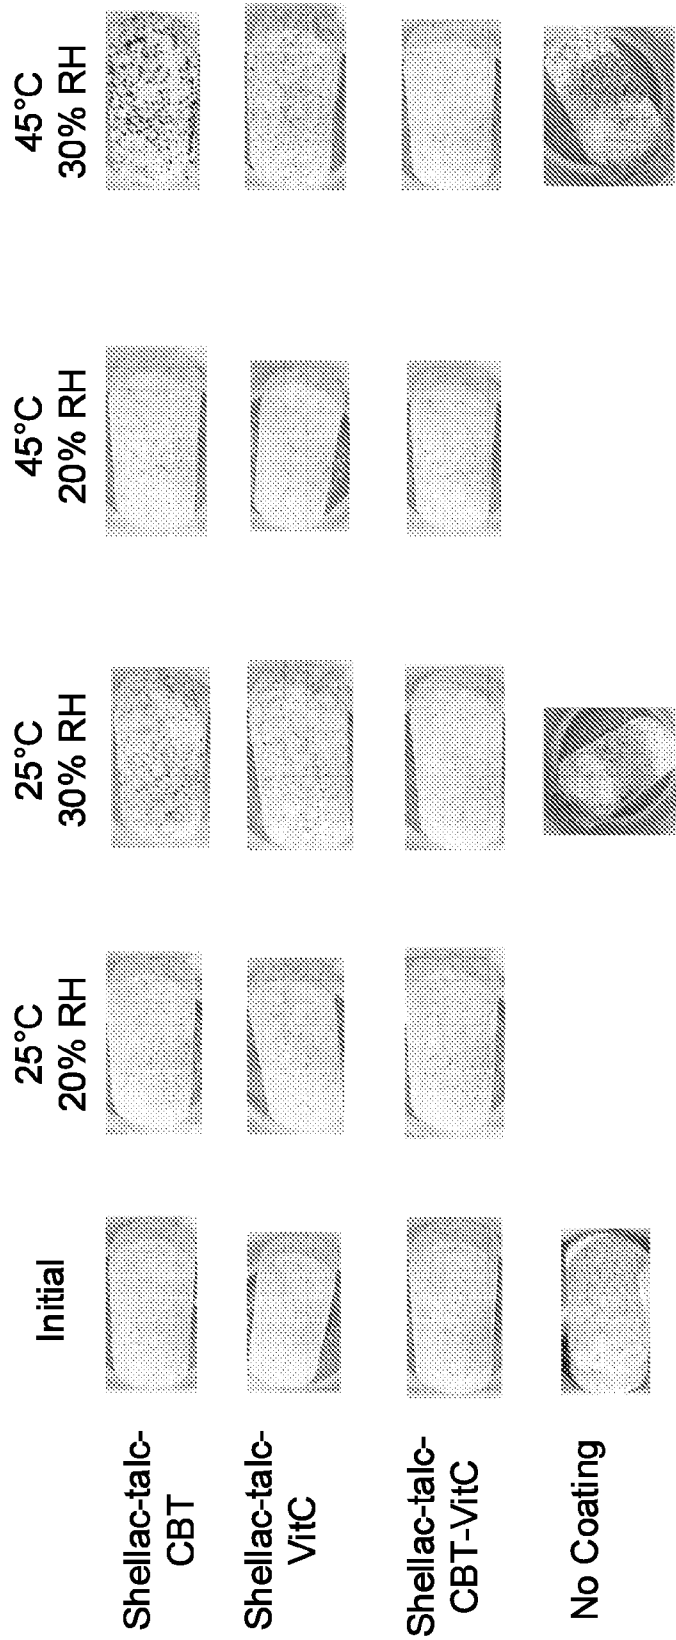 Initial
25°C
20% RH
25°C
30% RH
45°C
20% RH
45°C
30% RH
Shellac-talc-
CBT
Shellac-talc-
VitC
Shellac-talc-
CBT-VitC
No Coating